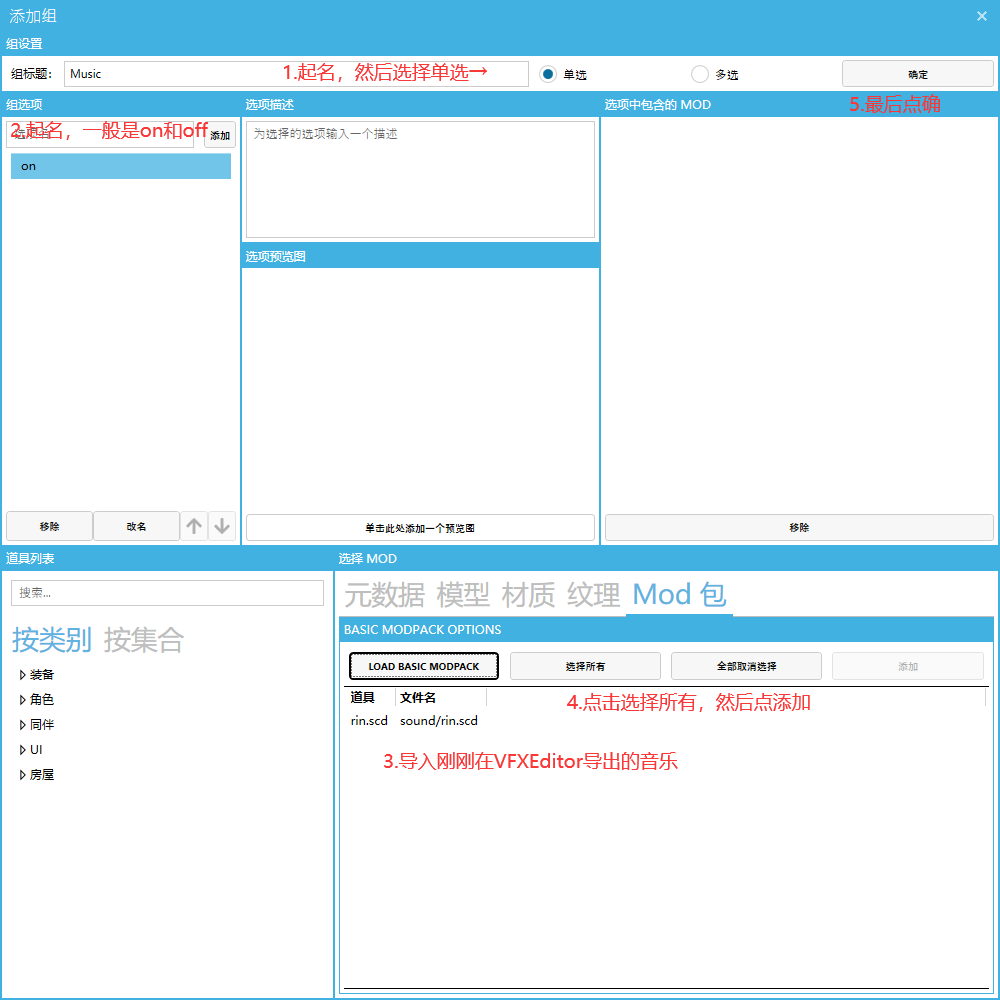 添加组
组设置
组标题:
Music
1.起名，然后选择单选→
单选
多选
确定
组选项
选项描述
选项中包含的 MOD
5.最后点确
2.起名，一般是on和off
添加
为选择的选项输入一个描述
on
选项预览图
移除
改名
单击此处添加一个预览图
移除
道具列表
选择 MOD
搜索...
元数据 模型 材质 纹理 Mod 包
BASIC MODPACK OPTIONS
按类别 按集合
LOAD BASIC MODPACK
选择所有
全部取消选择
添加
装备
道具
文件名
4.点击选择所有，然后点添加
角色
rin.scd
sound/rin.scd
同伴
UI
3.导入刚刚在VFXEditor导出的音乐
房屋